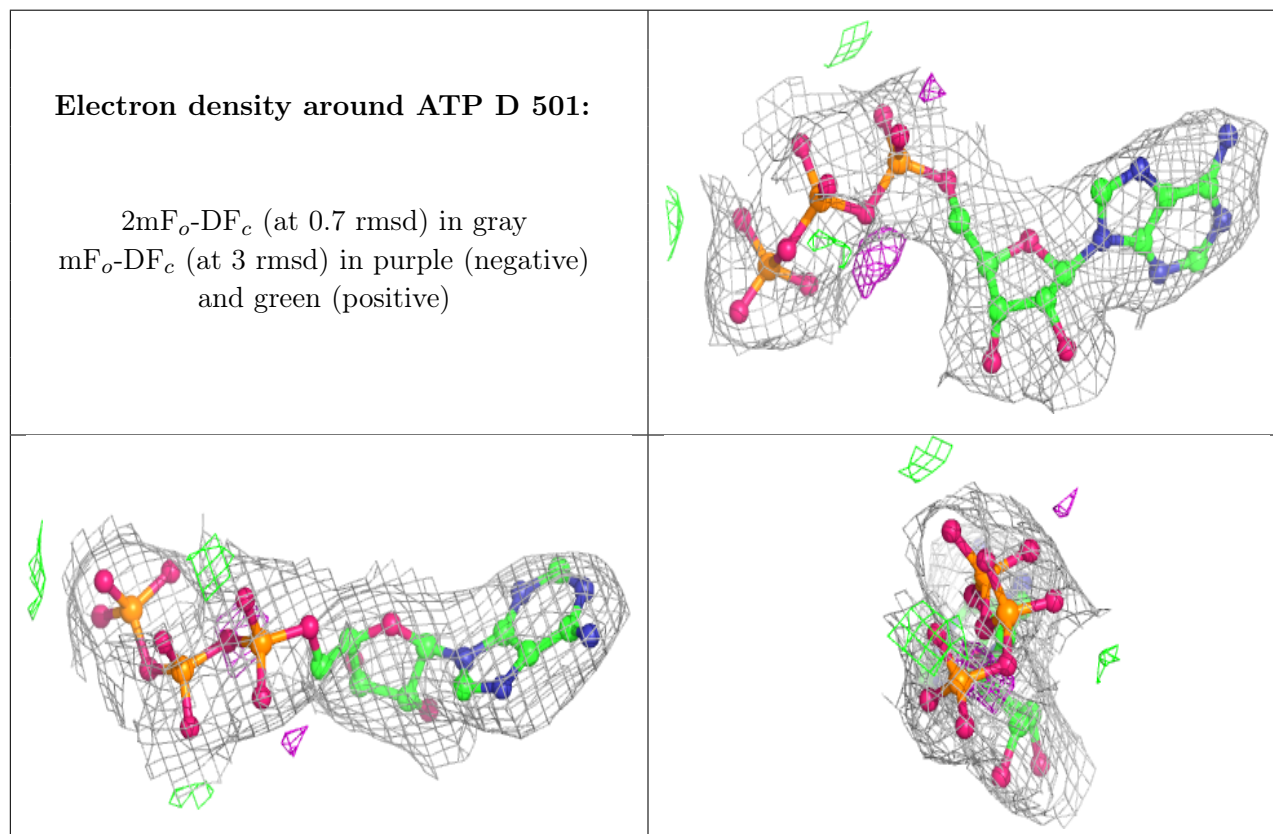 Electron density around ATP D 501:
2mFo-DFc (at 0.7 rmsd) in gray
mFo-DFc (at 3 rmsd) in purple (negative)
and green (positive)